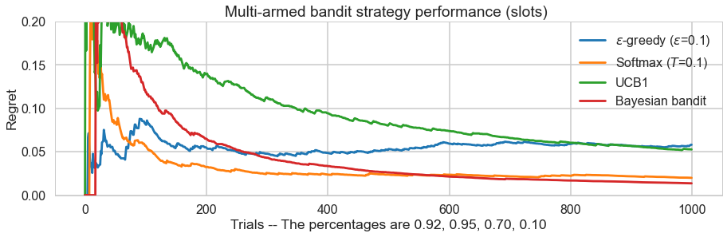 Multi-armed bandit strategy performance (slots)
0.20
0.15
0.10
0.05
0.00
Regret
ε-greedy (ε=0.1)
Softmax (T=0.1)
UCB1
Bayesian bandit
0 200 400 600 800 1000
Trials -- The percentages are 0.92, 0.95, 0.70, 0.10